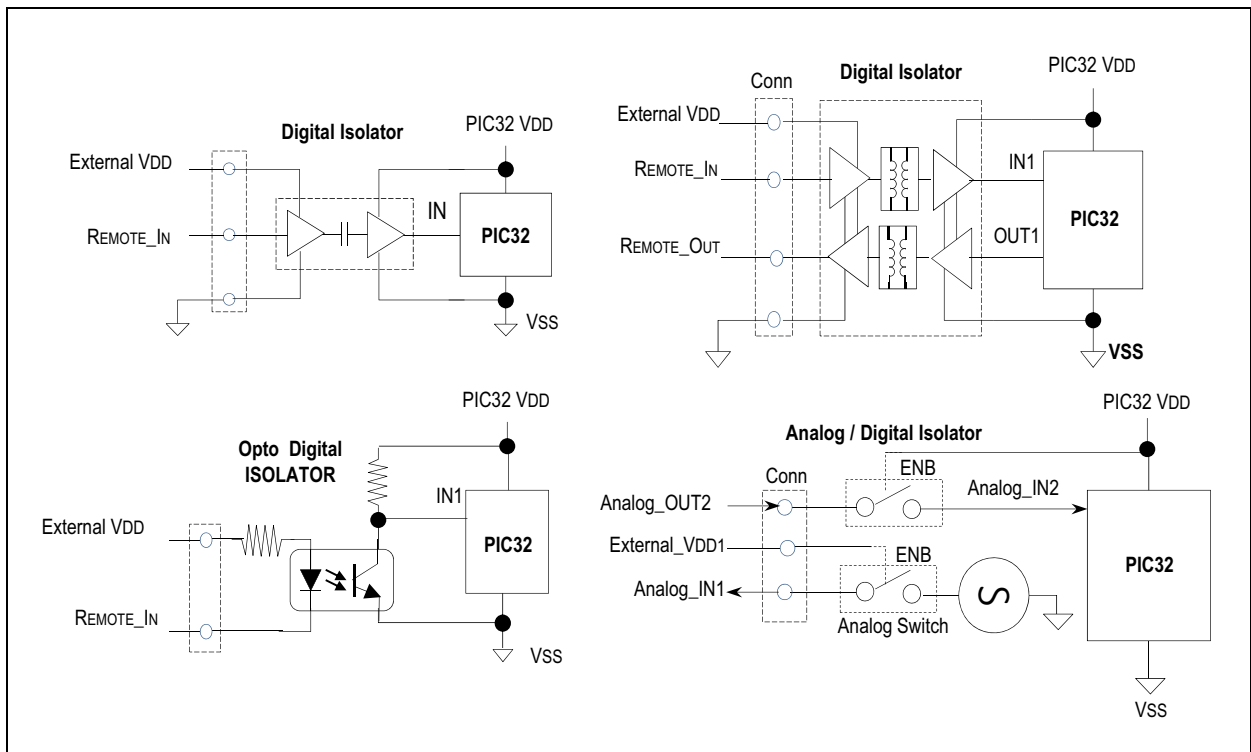 Digital Isolator
PIC32 VDD
External VDD
REMOTE_IN
IN
PIC32
VSS
Digital Isolator
PIC32 VDD
Conn
External VDD
REMOTE_IN
IN1
PIC32
REMOTE_OUT
OUT1
VSS
Opto Digital
ISOLATOR
PIC32 VDD
IN1
External VDD
PIC32
REMOTE_IN
VSS
Analog / Digital Isolator
PIC32 VDD
Conn
ENB
Analog_OUT2
Analog_IN2
External_VDD1
ENB
PIC32
Analog_IN1
Analog Switch
VSS